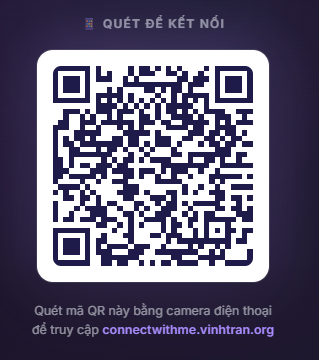 QUÉT ĐỂ KẾT NỐI
Quét mã QR này bằng camera điện thoại
để truy cập connectwithme.vinhtran.org